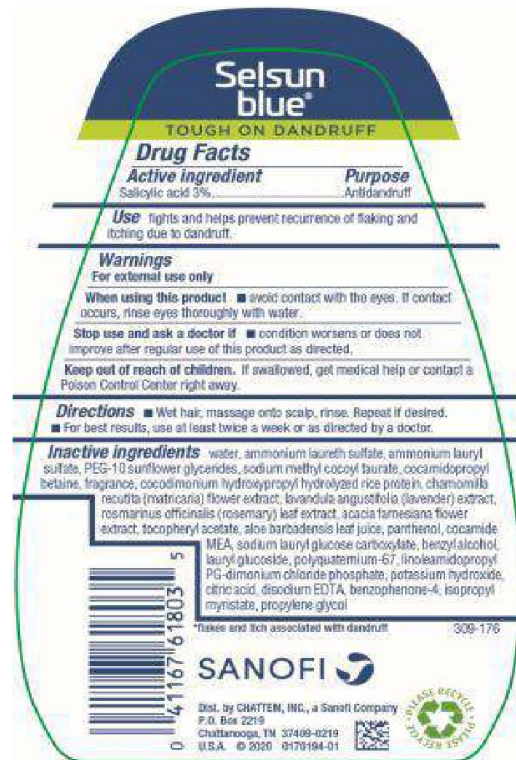 Selsun
blue®
TOUGH ON DANDRUFF
Drug Facts
Active ingredient Purpose
Salicylic acid 3%.......................Antidandruff
Use fights and helps prevent recurrence of flaking and
itching due to dandruff.
Warnings
For external use only
When using this product ■ avoid contact with the eyes. If contact
occurs, rinse eyes thoroughly with water.
Stop use and ask a doctor if ■ condition worsens or does not
improve after regular use of this product as directed.
Keep out of reach of children. If swallowed, get medical help or contact a
Poison Control Center right away.
Directions ■ Wet hair, massage onto scalp, rinse. Repeat if desired.
■ For best results, use at least twice a week or as directed by a doctor.
Inactive ingredients water, ammonium laureth sulfate, ammonium lauryl
sulfate, PEG-10 sunflower glycerides, sodium methyl cocoyl taurate, cocamidopropyl
betaine, fragrance, cocodimonium hydroxypropyl hydrolyzed rice protein, chamomilla
recutita (matricaria) flower extract, lavandula angustifolia (lavender) extract,
rosmarinus officinalis (rosemary) leaf extract, acacia farnesiana flower
extract, tocopheryl acetate, aloe barbadensis leaf juice, panthenol, cocamide
MEA, sodium lauryl glucose carboxylate, benzyl alcohol,
lauryl glucoside, polyquaternium-67, linoleamidopropyl
PG-dimonium chloride phosphate, potassium hydroxide,
citric acid, disodium EDTA, benzophenone-4, isopropyl
myristate, propylene glycol
*flakes and itch associated with dandruff 309-176
0 41167 61803 5
SANOFI
Dist. by CHATTEM, INC., a Sanofi Company
P.O. Box 2219
Chattanooga, TN 37409-0219
U.S.A. © 2020 0170194-01
• PLEASE RECYCLE • PLEASE RECYCLE